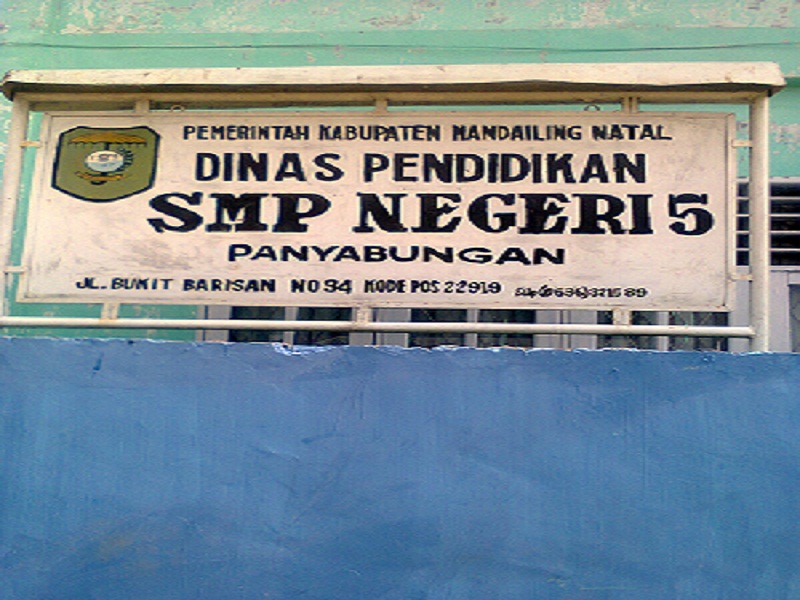 PEMERINTAH KABUPATEN MANDAILING NATAL
DINAS PENDIDIKAN
SMP NEGERI 5
PANYABUNGAN
JL. BUKIT BARISAN NO 94 KODE POS 22919